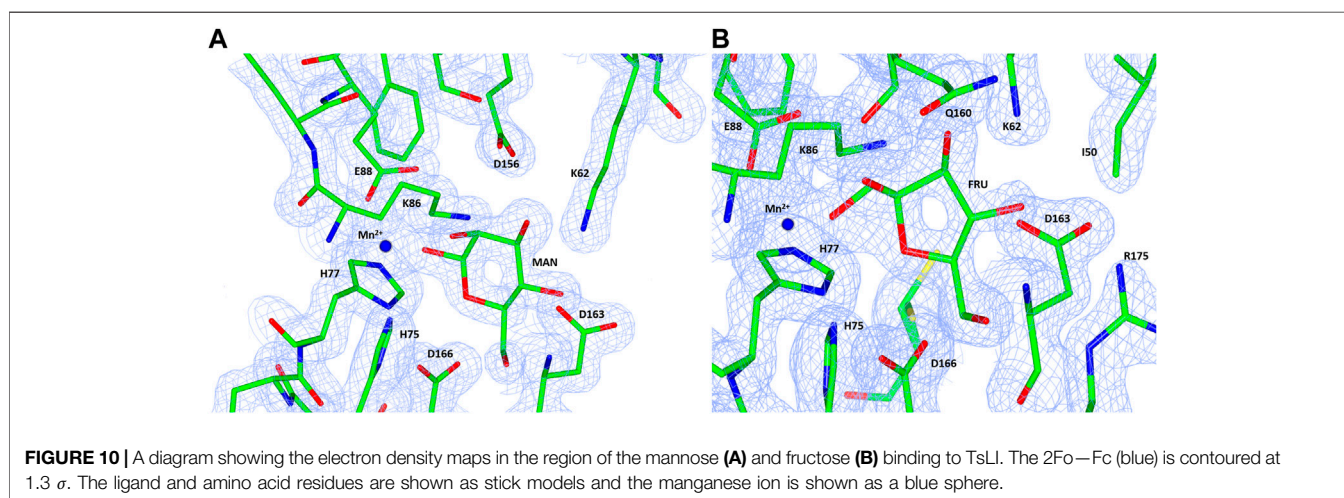 A
B
D156
E88
K86
K62
Mn²⁺
H77
MAN
H75
D163
D166
Q160
K62
E88
K86
I50
FRU
Mn²⁺
D163
H77
R175
H75
D166
FIGURE 10 | A diagram showing the electron density maps in the region of the mannose (A) and fructose (B) binding to TsLI. The 2Fo—Fc (blue) is contoured at
1.3 σ. The ligand and amino acid residues are shown as stick models and the manganese ion is shown as a blue sphere.